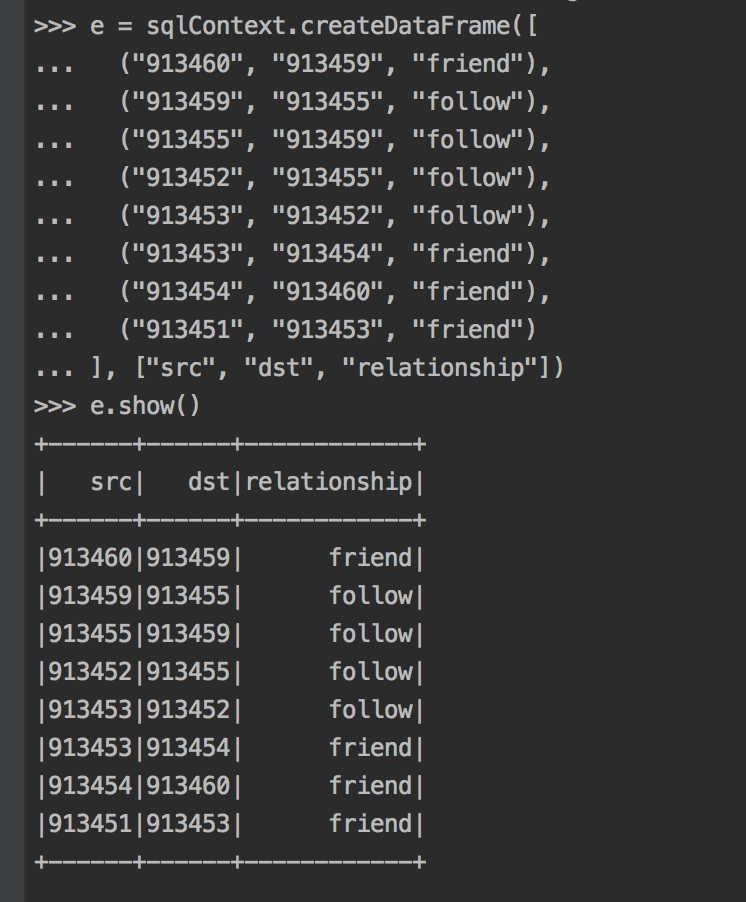 >>> e = sqlContext.createDataFrame([
...   ("913460", "913459", "friend"),
...   ("913459", "913455", "follow"),
...   ("913455", "913459", "follow"),
...   ("913452", "913455", "follow"),
...   ("913453", "913452", "follow"),
...   ("913453", "913454", "friend"),
...   ("913454", "913460", "friend"),
...   ("913451", "913453", "friend")
... ], ["src", "dst", "relationship"])
>>> e.show()
+------+------+------------+
|   src|   dst|relationship|
+------+------+------------+
|913460|913459|      friend|
|913459|913455|      follow|
|913455|913459|      follow|
|913452|913455|      follow|
|913453|913452|      follow|
|913453|913454|      friend|
|913454|913460|      friend|
|913451|913453|      friend|
+------+------+------------+